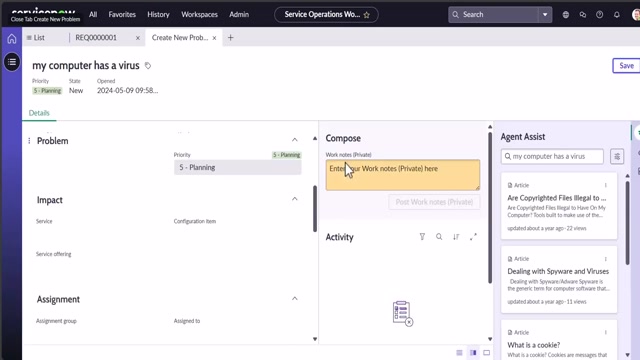 servicenow
Close Tab Create New Problem
All Favorites History Workspaces Admin
Service Operations Wo...
Search
List
REQ0000001
Create New Prob...
my computer has a virus
Priority State Opened
5 - Planning New 2024-05-09 09:58...
Save
Details
Problem
Priority
5 - Planning
5 - Planning
Impact
Service Configuration item
Service offering
Assignment
Assignment group Assigned to
Compose
Work notes (Private)
Enter your Work notes (Private) here
Post Work notes (Private)
Activity
Agent Assist
my computer has a virus
Article
Are Copyrighted Files Illegal to ...
Are Copyrighted Files Illegal to Have On My
Computer? Tools built to make use of the...
updated about a year ago · 22 views
Article
Dealing with Spyware and Viruses
Dealing with Spyware/Adware Spyware is
the generic term for computer software that...
updated about a year ago · 11 views
Article
What is a cookie?
What is a Cookie? Cookies are messages that